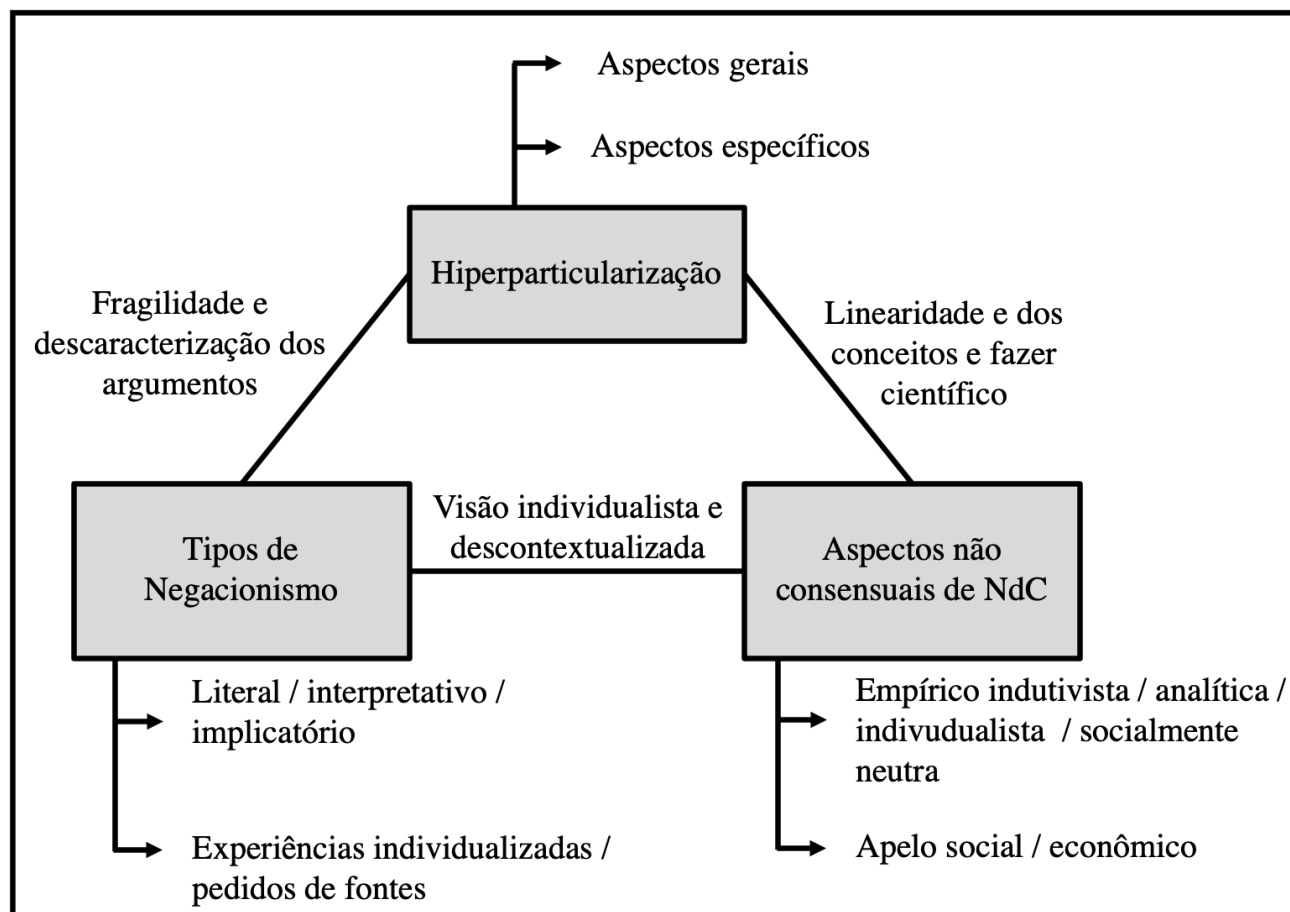 Aspectos gerais
Aspectos específicos
Hiperparticularização
Fragilidade e
descaracterização dos
argumentos
Linearidade e dos
conceitos e fazer
científico
Visão individualista e
descontextualizada
Tipos de
Negacionismo
Aspectos não
consensuais de NdC
Literal / interpretativo /
implicatório
Experiências individualizadas /
pedidos de fontes
Empírico indutivista / analítica /
indivudualista / socialmente
neutra
Apelo social / econômico